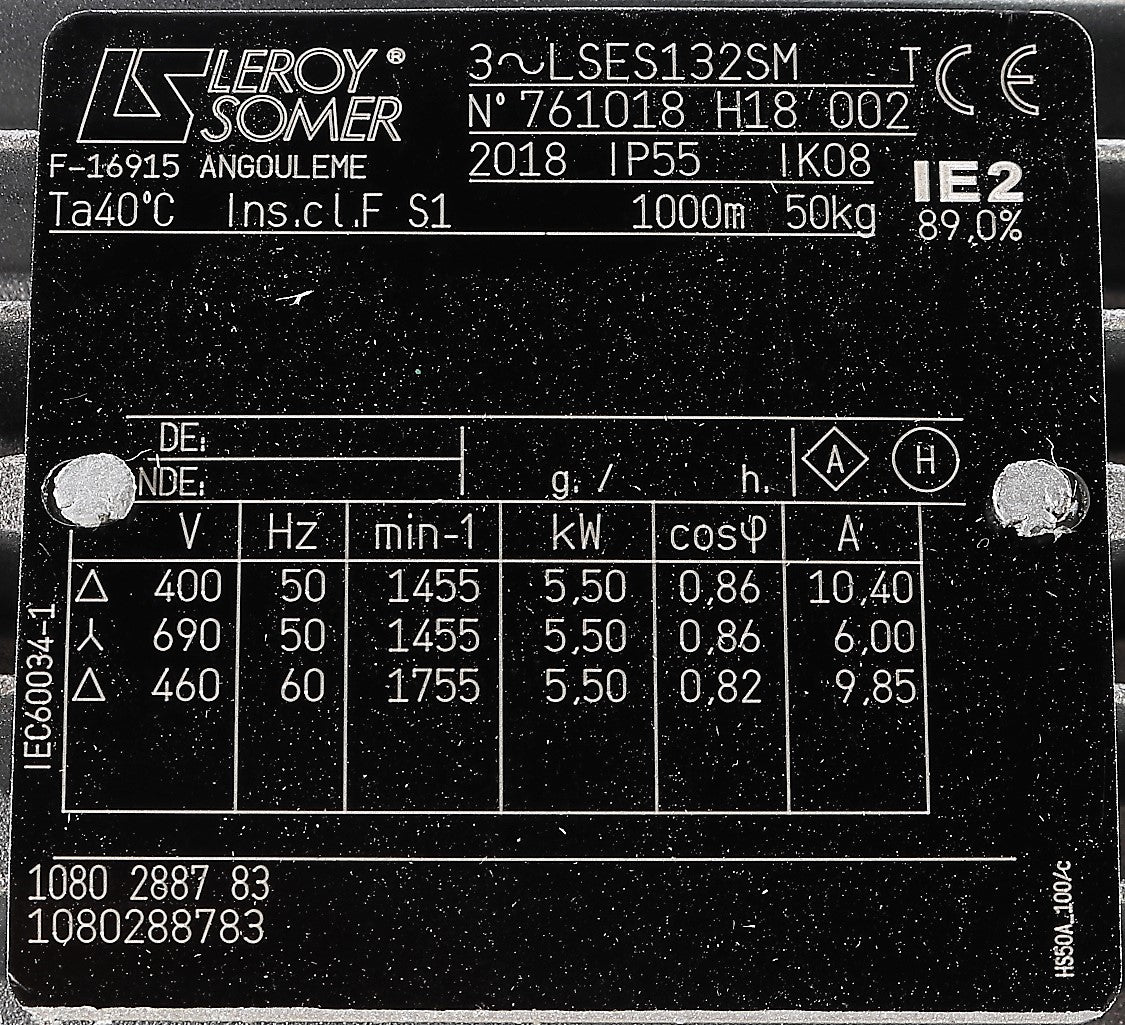 LEROY®
SOMER
F-16915 ANGOULEME
3~LSES132SM T CE
N° 761018 H18 002
2018 IP55 IK08
IE2
89,0%
Ta40°C Ins.cl.F S1 1000m 50kg
DE:
NDE: g. / h. A H
V Hz min-1 kW cosφ A
Δ 400 50 1455 5,50 0,86 10,40
⅄ 690 50 1455 5,50 0,86 6,00
Δ 460 60 1755 5,50 0,82 9,85
IEC60034-1
1080 2887 83
1080288783
HS50A_100/c